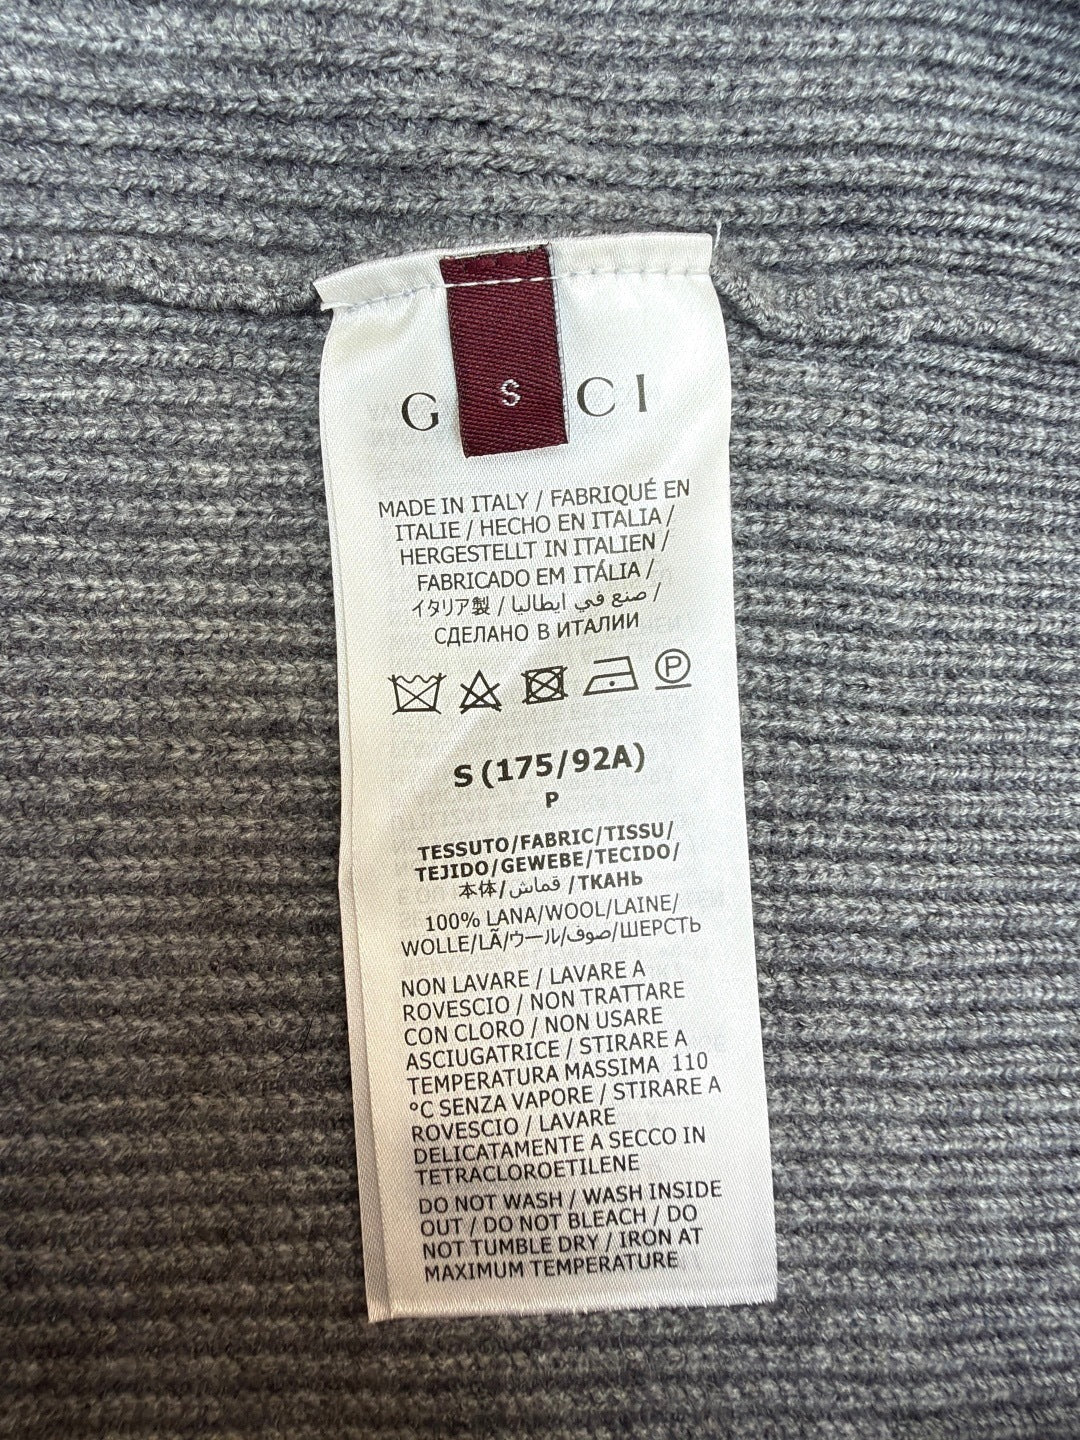 G CI
S
MADE IN ITALY / FABRIQUÉ EN
ITALIE / HECHO EN ITALIA /
HERGESTELLT IN ITALIEN /
FABRICADO EM ITÁLIA /
イタリア製 / صنع في ايطاليا /
СДЕЛАНО В ИТАЛИИ
P
S (175/92A)
P
TESSUTO/FABRIC/TISSU/
TEJIDO/GEWEBE/TECIDO/
本体/قماش/ТКАНЬ
100% LANA/WOOL/LAINE/
WOLLE/LÃ/ウール/صوف/ШЕРСТЬ
NON LAVARE / LAVARE A
ROVESCIO / NON TRATTARE
CON CLORO / NON USARE
ASCIUGATRICE / STIRARE A
TEMPERATURA MASSIMA 110
°C SENZA VAPORE / STIRARE A
ROVESCIO / LAVARE
DELICATAMENTE A SECCO IN
TETRACLOROETILENE
DO NOT WASH / WASH INSIDE
OUT / DO NOT BLEACH / DO
NOT TUMBLE DRY / IRON AT
MAXIMUM TEMPERATURE